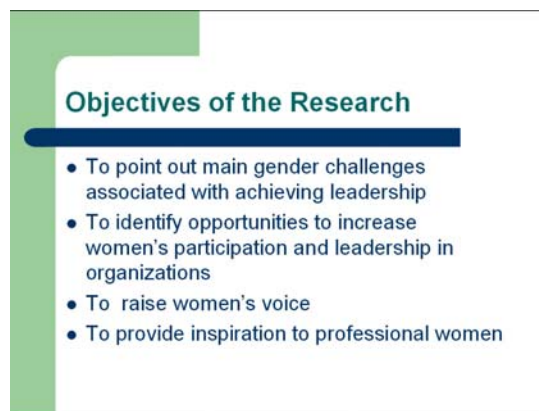 Objectives of the Research
• To point out main gender challenges
associated with achieving leadership
• To identify opportunities to increase
women's participation and leadership in
organizations
• To  raise women's voice
• To provide inspiration to professional women